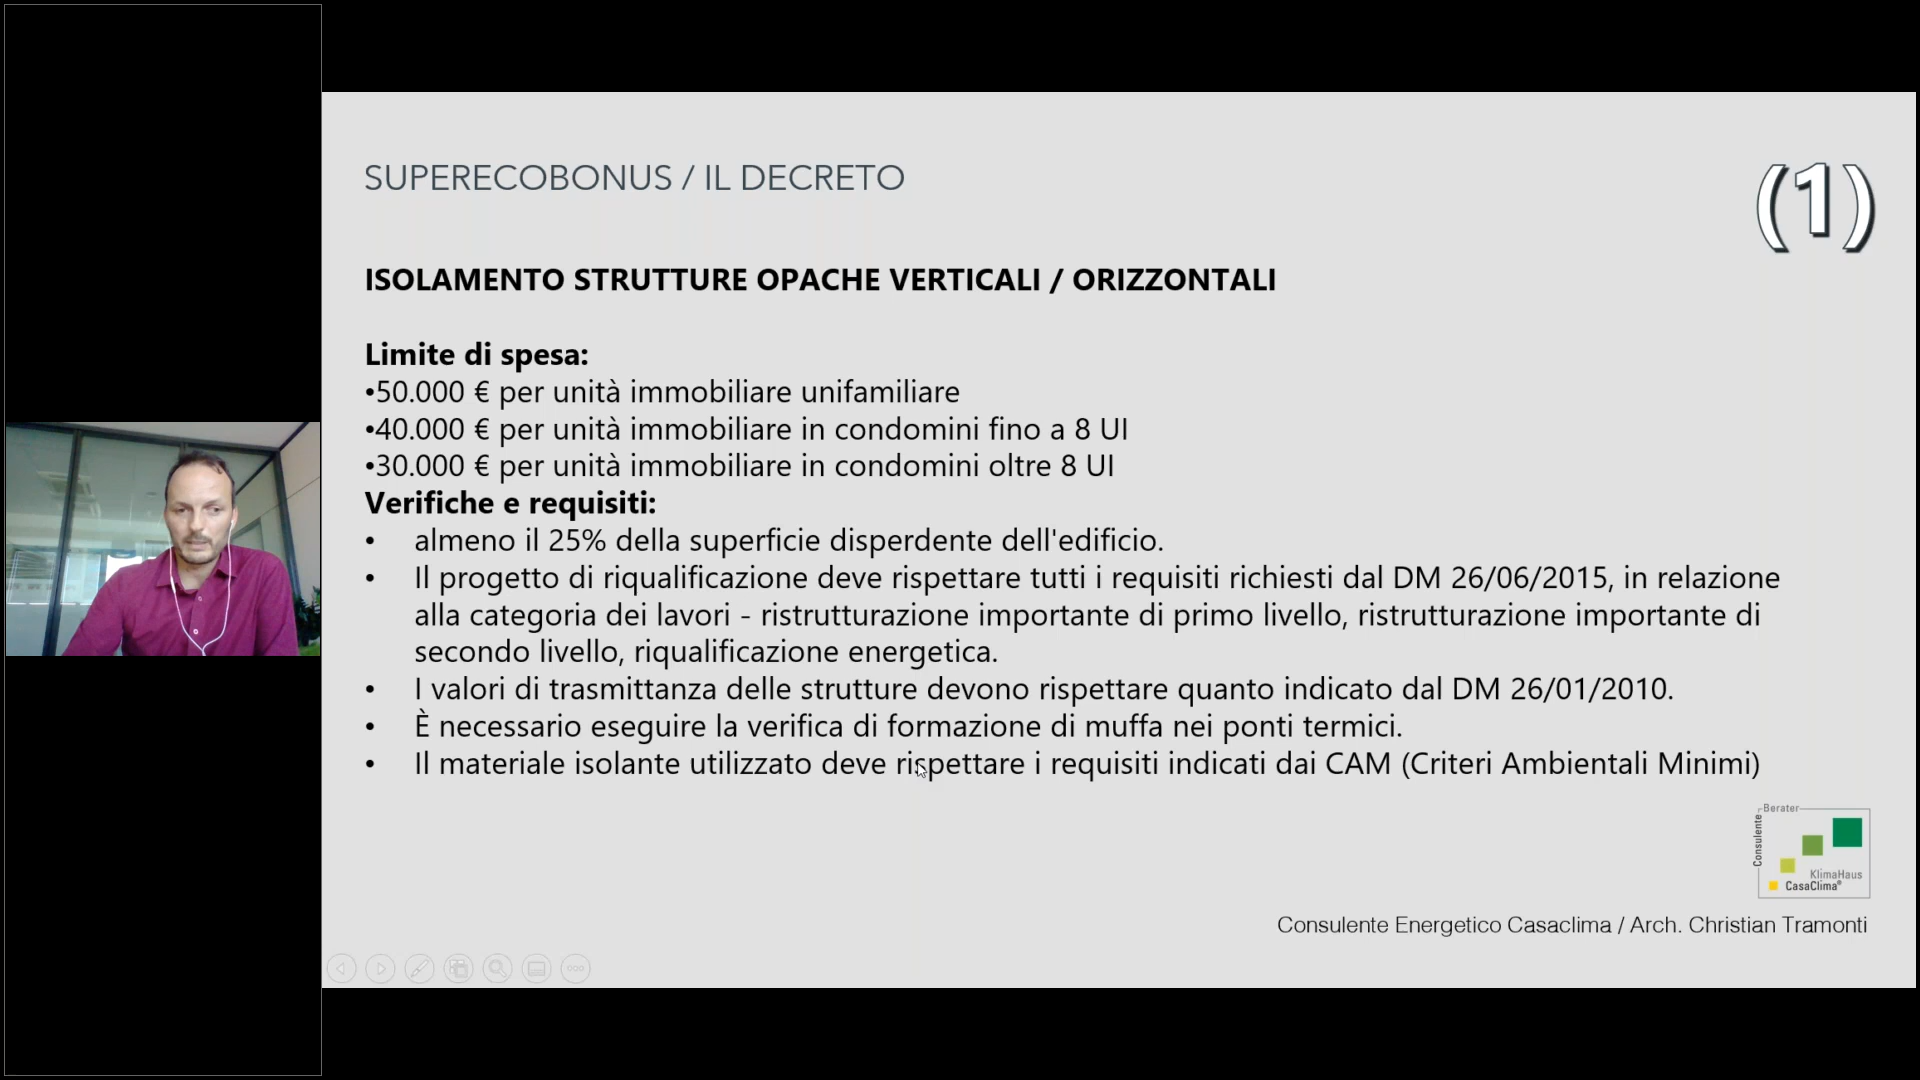 SUPERECOBONUS / IL DECRETO
(1)
ISOLAMENTO STRUTTURE OPACHE VERTICALI / ORIZZONTALI
Limite di spesa:
•50.000 € per unità immobiliare unifamiliare
•40.000 € per unità immobiliare in condomini fino a 8 UI
•30.000 € per unità immobiliare in condomini oltre 8 UI
Verifiche e requisiti:
• almeno il 25% della superficie disperdente dell'edificio.
• Il progetto di riqualificazione deve rispettare tutti i requisiti richiesti dal DM 26/06/2015, in relazione
alla categoria dei lavori - ristrutturazione importante di primo livello, ristrutturazione importante di
secondo livello, riqualificazione energetica.
• I valori di trasmittanza delle strutture devono rispettare quanto indicato dal DM 26/01/2010.
• È necessario eseguire la verifica di formazione di muffa nei ponti termici.
• Il materiale isolante utilizzato deve rispettare i requisiti indicati dai CAM (Criteri Ambientali Minimi)
Berater
Consulente
KlimaHaus
CasaClima®
Consulente Energetico Casaclima / Arch. Christian Tramonti